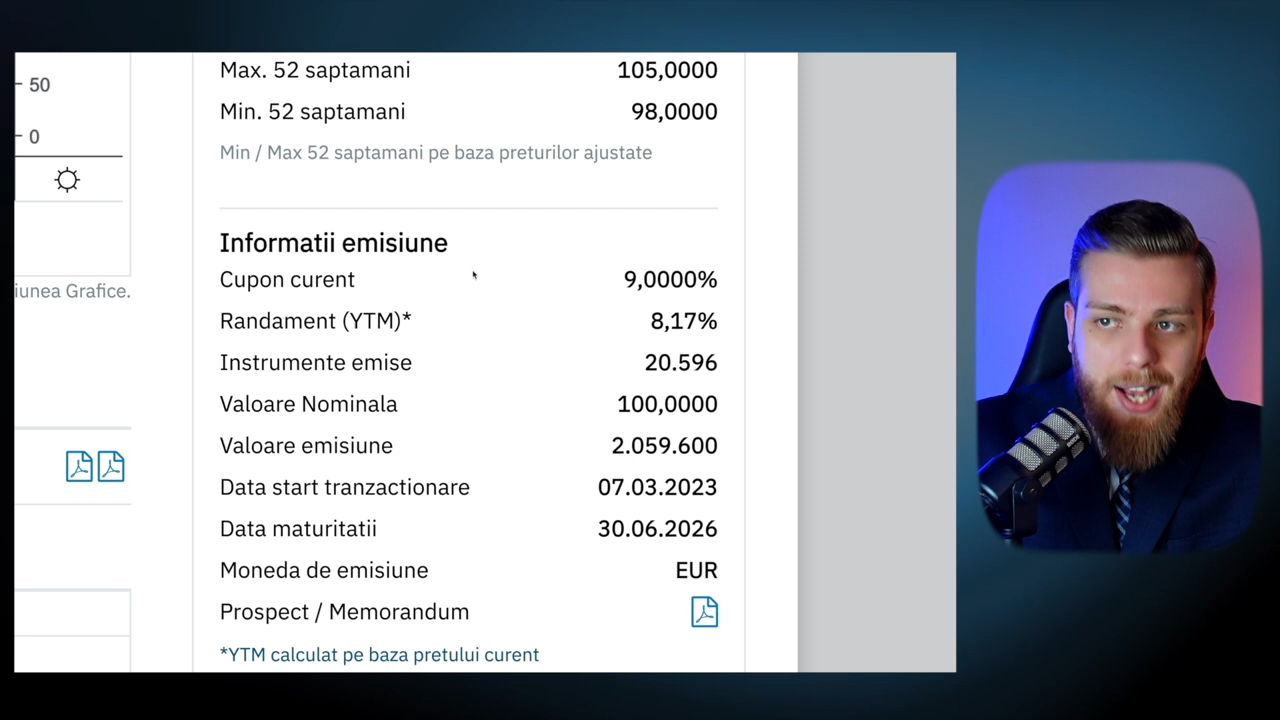 50
0
iunea Grafice.
Max. 52 saptamani 105,0000
Min. 52 saptamani 98,0000
Min / Max 52 saptamani pe baza preturilor ajustate
Informatii emisiune
Cupon curent 9,0000%
Randament (YTM)* 8,17%
Instrumente emise 20.596
Valoare Nominala 100,0000
Valoare emisiune 2.059.600
Data start tranzactionare 07.03.2023
Data maturitatii 30.06.2026
Moneda de emisiune EUR
Prospect / Memorandum
*YTM calculat pe baza pretului curent